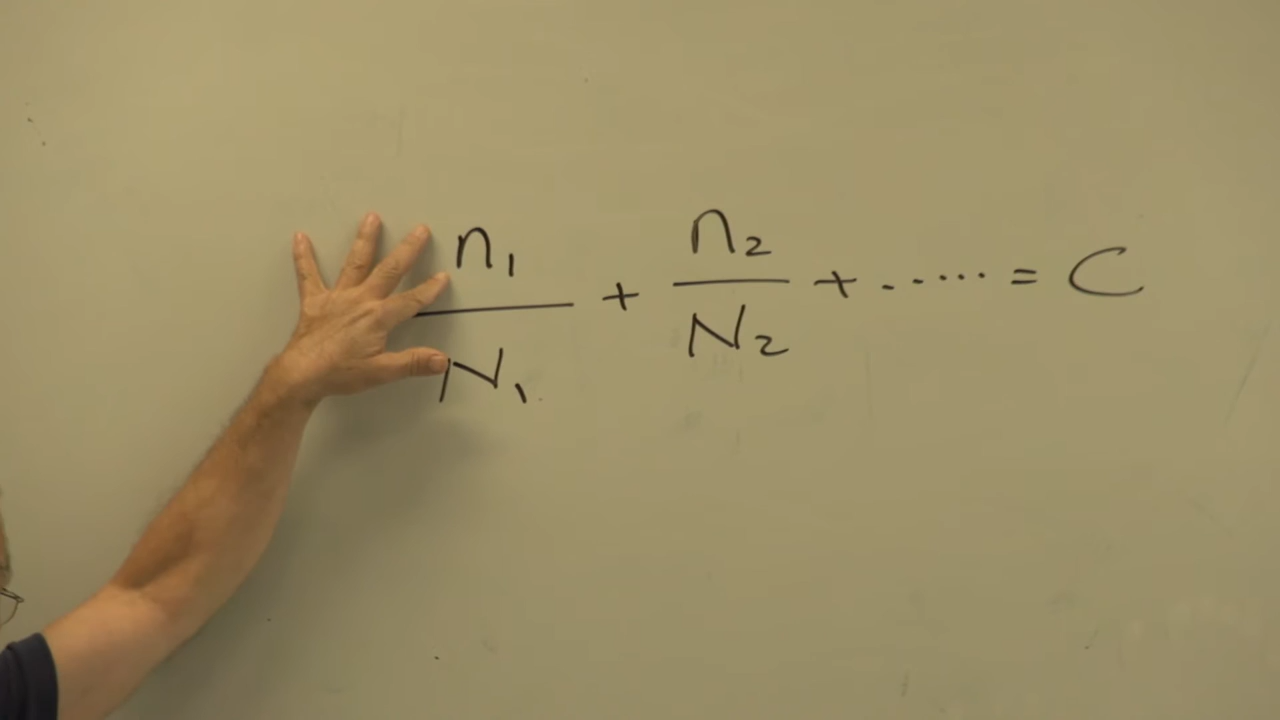 n₁/N₁ + n₂/N₂ + ....... = C